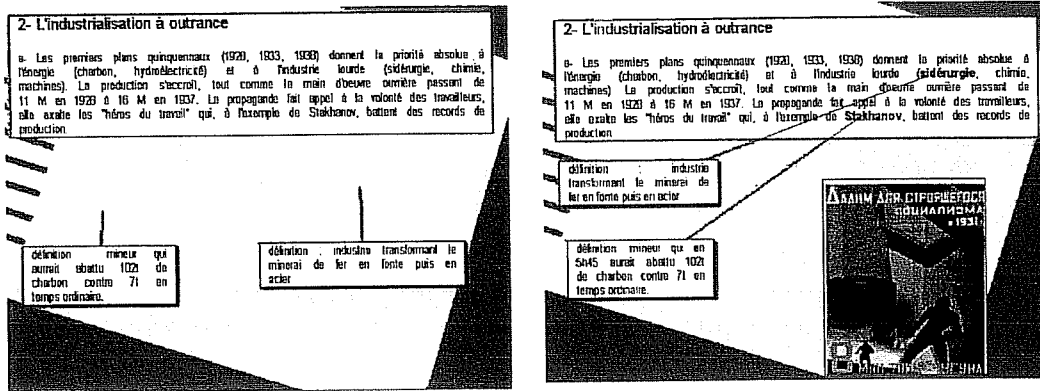 2- L'industrialisation à outrance
a- Les premiers plans quinquennaux (1928, 1933, 1938) donnent la priorité absolue à
l'énergie (charbon, hydroélectricité) et à l'industrie lourde (sidérurgie, chimie,
machines). La production s'accroît, tout comme la main d'oeuvre ouvrière passant de
11 M en 1928 à 16 M en 1937. La propagande fait appel à la volonté des travailleurs,
elle exalte les "héros du travail" qui, à l'exemple de Stakhanov, battent des records de
production
définition : mineur qui
aurait abattu 102t de
charbon contre 7t en
temps ordinaire.
définition : industrie transformant le
minerai de fer en fonte puis en
acier
2- L'industrialisation à outrance
a- Les premiers plans quinquennaux (1928, 1933, 1938) donnent la priorité absolue à
l'énergie (charbon, hydroélectricité) et à l'industrie lourde (sidérurgie, chimie,
machines). La production s'accroît, tout comme la main d'oeuvre ouvrière passant de
11 M en 1928 à 16 M en 1937. La propagande fait appel à la volonté des travailleurs,
elle exalte les "héros du travail" qui, à l'exemple de Stakhanov, battent des records de
production
définition : industrie
transformant le minerai de
fer en fonte puis en acier
définition mineur qui en
5h45 aurait abattu 102t
de charbon contre 7t en
temps ordinaire.
1931